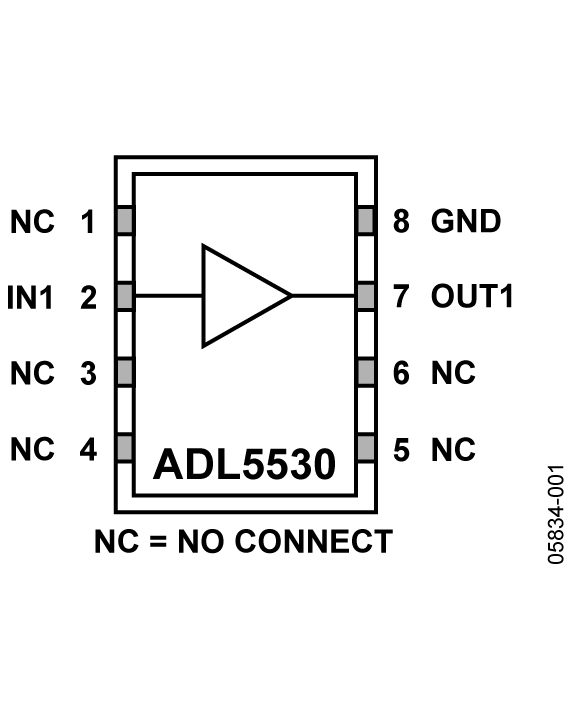 NC 1
8 GND
IN1 2
7 OUT1
NC 3
6 NC
NC 4
5 NC
ADL5530
NC = NO CONNECT
05834-001